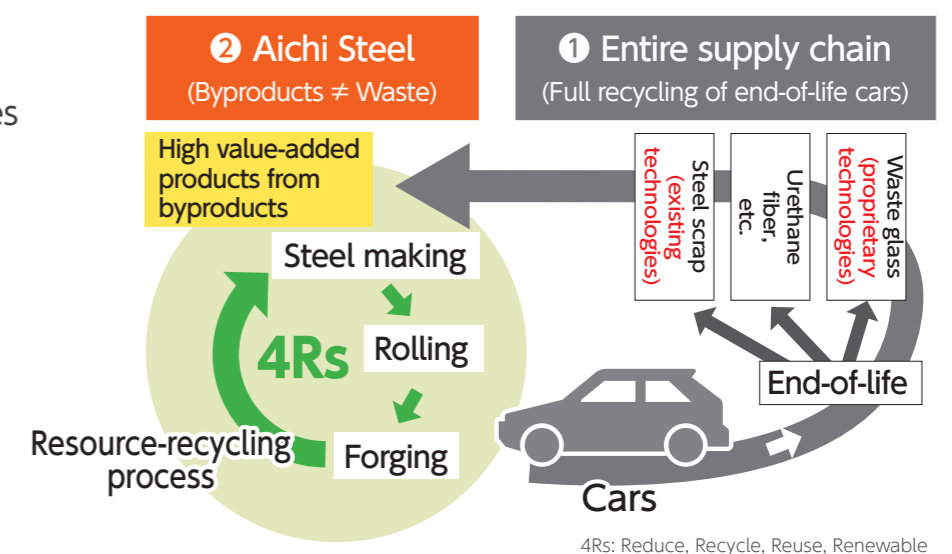 es
❷ Aichi Steel
(Byproducts ≠ Waste)
❶ Entire supply chain
(Full recycling of end-of-life cars)
High value-added
products from
byproducts
Steel making
Rolling
Forging
4Rs
Resource-recycling
process
Steel scrap
(existing
technologies)
Urethane
fiber,
etc.
Waste glass
(proprietary
technologies)
End-of-life
Cars
4Rs: Reduce, Recycle, Reuse, Renewable